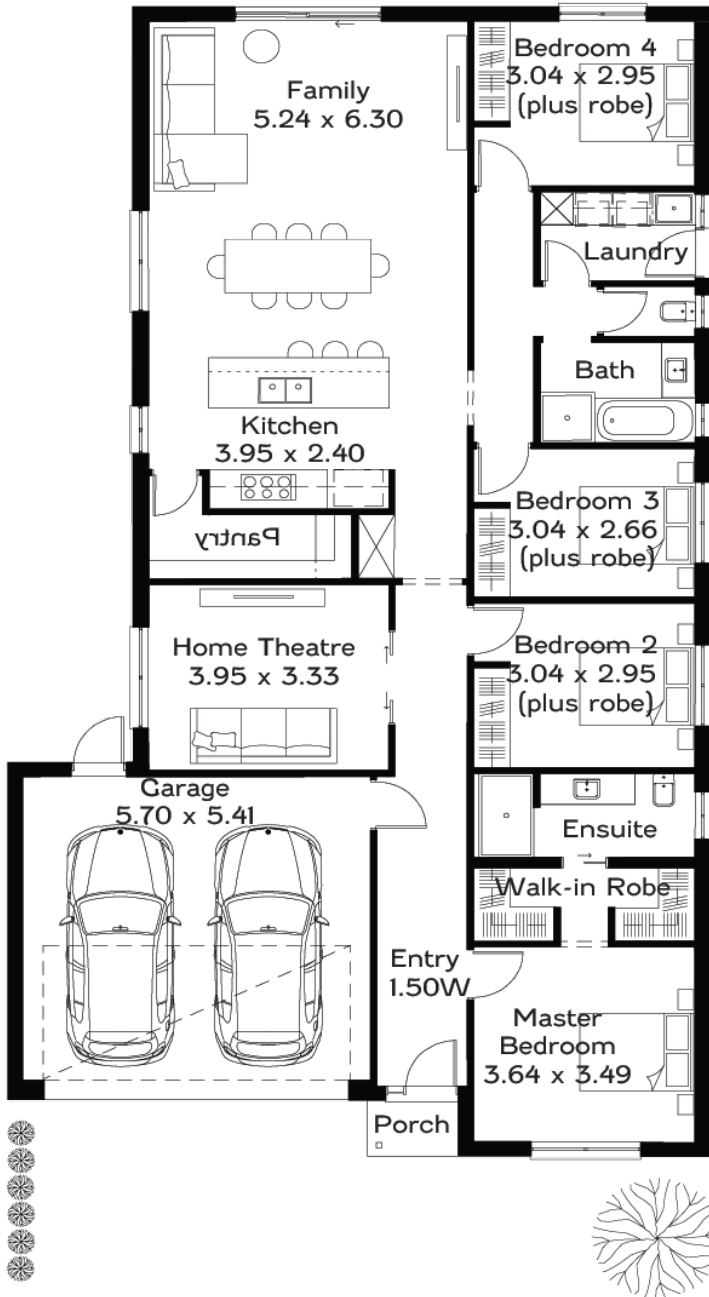 Family
5.24 x 6.30
Bedroom 4
3.04 x 2.95
(plus robe)
Laundry
Bath
Kitchen
3.95 x 2.40
Pantry
Bedroom 3
3.04 x 2.66
(plus robe)
Home Theatre
3.95 x 3.33
Bedroom 2
3.04 x 2.95
(plus robe)
Garage
5.70 x 5.41
Ensuite
Walk-in Robe
Entry
1.50W
Master
Bedroom
3.64 x 3.49
Porch